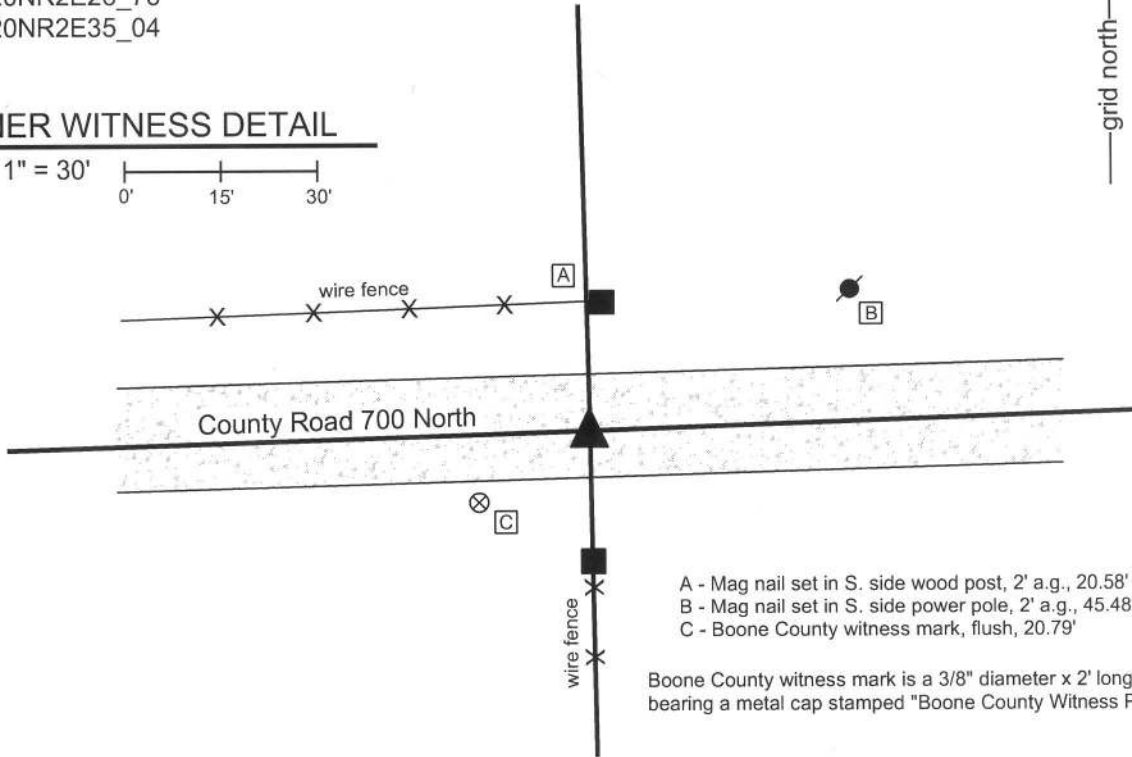 20NR2E35_04
grid north
WITNESS DETAIL
1" = 30'
0' 15' 30'
A
wire fence
B
County Road 700 North
C
wire fence
A - Mag nail set in S. side wood post, 2' a.g., 20.58'
B - Mag nail set in S. side power pole, 2' a.g., 45.48'
C - Boone County witness mark, flush, 20.79'
Boone County witness mark is a 3/8" diameter x 2' long
bearing a metal cap stamped "Boone County Witness